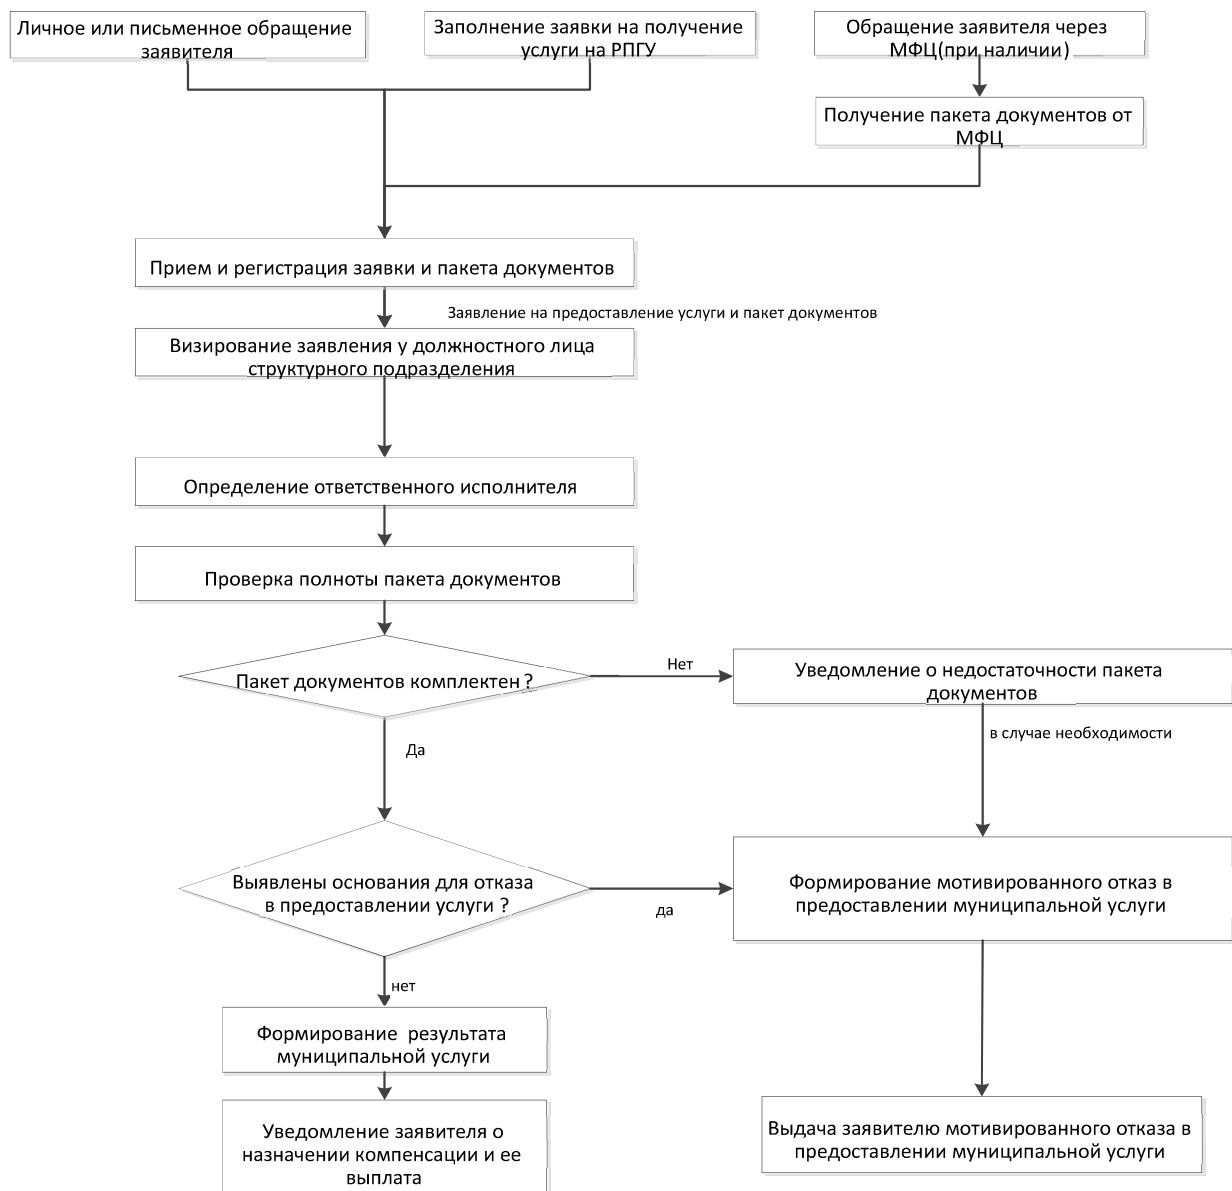 Личное или письменное обращение
заявителя
Заполнение заявки на получение
услуги на РПГУ
Обращение заявителя через
МФЦ(при наличии)
Получение пакета документов от
МФЦ
Прием и регистрация заявки и пакета документов
Заявление на предоставление услуги и пакет документов
Визирование заявления у должностного лица
структурного подразделения
Определение ответственного исполнителя
Проверка полноты пакета документов
Пакет документов комплектен ?
Нет
Уведомление о недостаточности пакета
документов
в случае необходимости
Да
Выявлены основания для отказа
в предоставлении услуги ?
да
Формирование мотивированного отказ в
предоставлении муниципальной услуги
нет
Формирование результата
муниципальной услуги
Уведомление заявителя о
назначении компенсации и ее
выплата
Выдача заявителю мотивированного отказа в
предоставлении муниципальной услуги